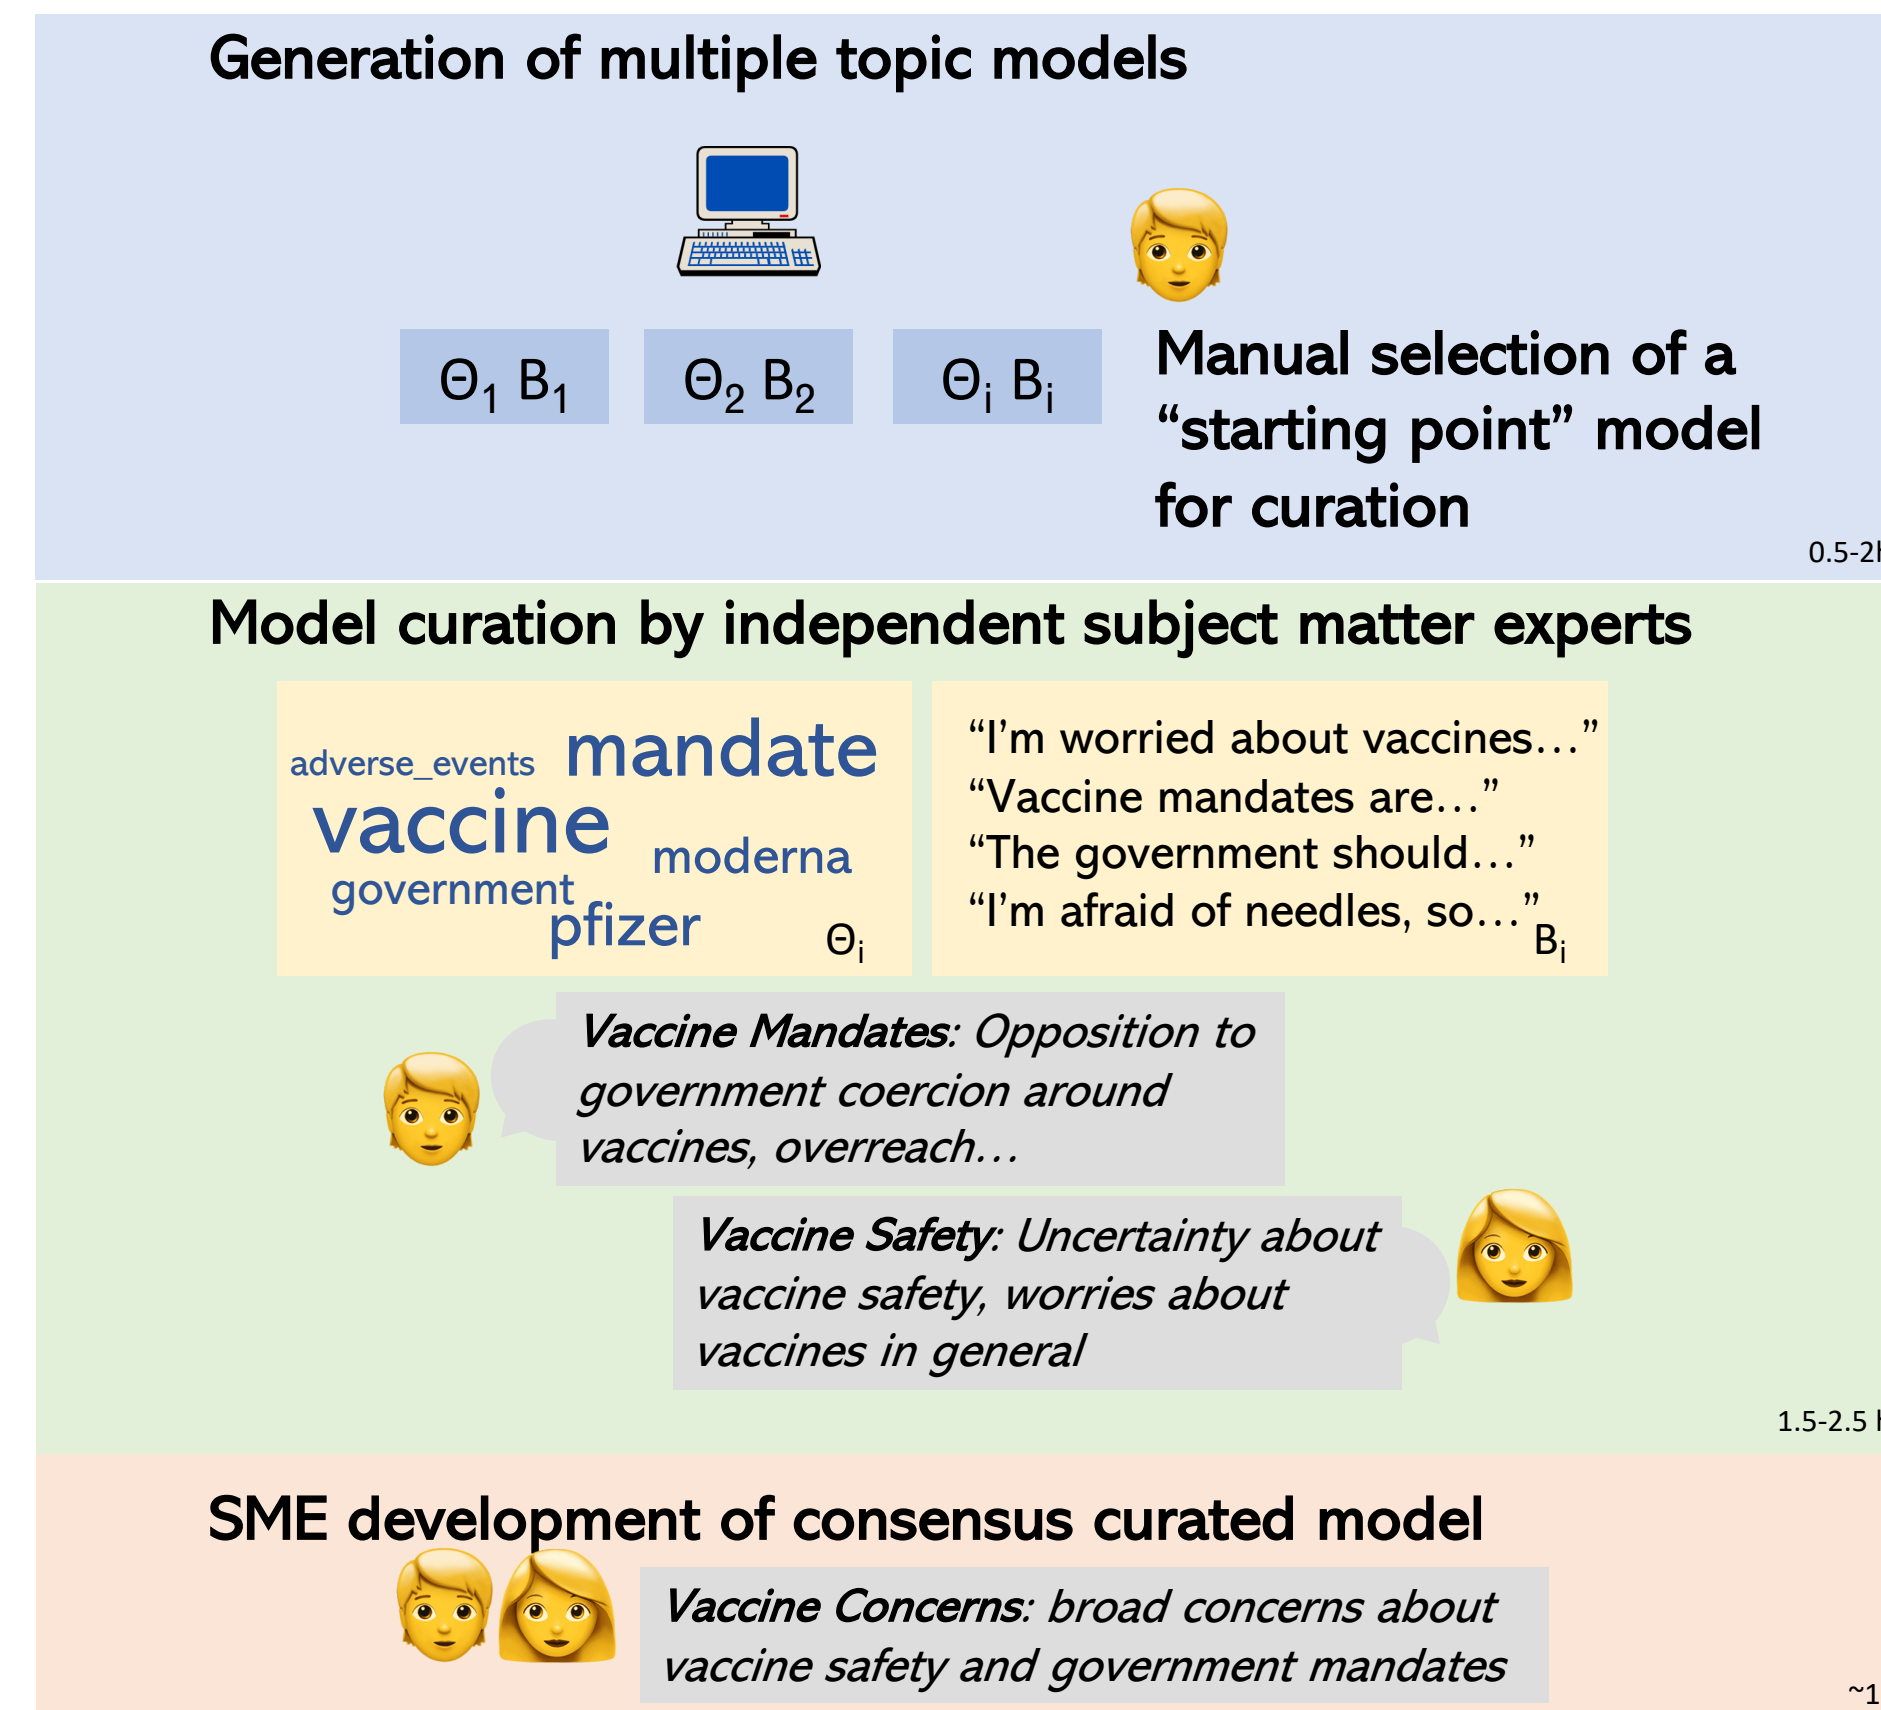 Generation of multiple topic models
Θ₁ B₁
Θ₂ B₂
Θᵢ Bᵢ
Manual selection of a
“starting point” model
for curation
0.5-2h
Model curation by independent subject matter experts
adverse_events
mandate
vaccine
moderna
government
pfizer
Θᵢ
“I’m worried about vaccines…”
“Vaccine mandates are…”
“The government should…”
“I’m afraid of needles, so…”
Bᵢ
Vaccine Mandates: Opposition to
government coercion around
vaccines, overreach…
Vaccine Safety: Uncertainty about
vaccine safety, worries about
vaccines in general
1.5-2.5 h
SME development of consensus curated model
Vaccine Concerns: broad concerns about
vaccine safety and government mandates
~1